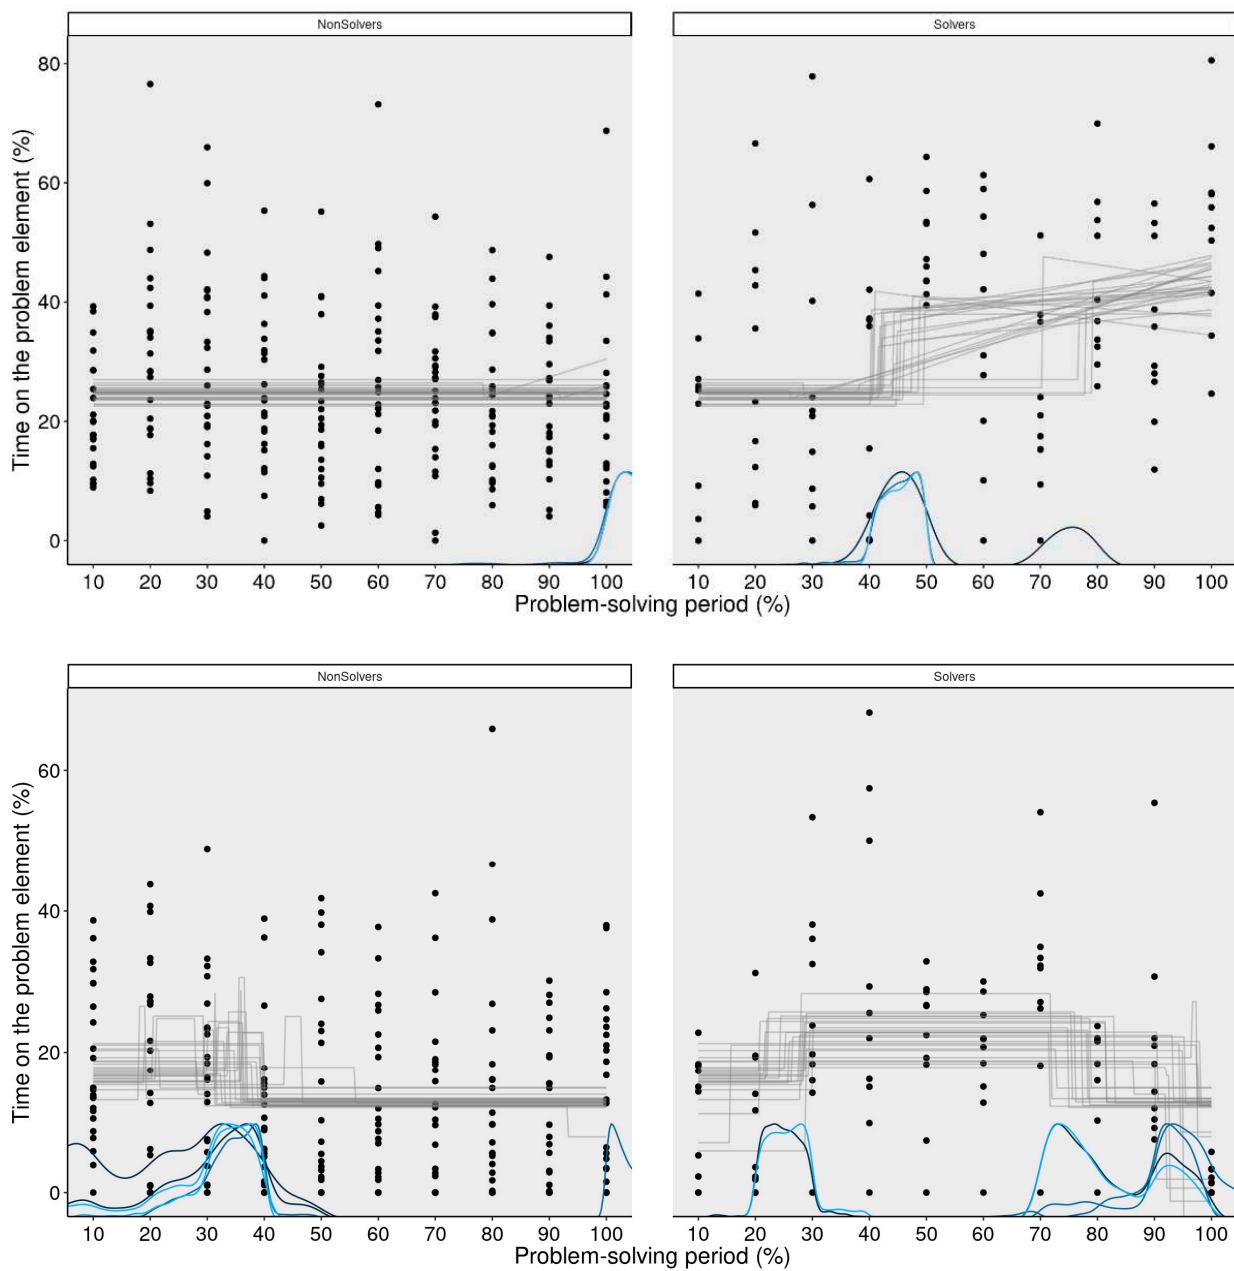 NonSolvers Solvers
80
60
40
20
0
Time on the problem element (%)
10 20 30 40 50 60 70 80 90 100 10 20 30 40 50 60 70 80 90 100
Problem-solving period (%)
NonSolvers Solvers
60
40
20
0
Time on the problem element (%)
10 20 30 40 50 60 70 80 90 100 10 20 30 40 50 60 70 80 90 100
Problem-solving period (%)